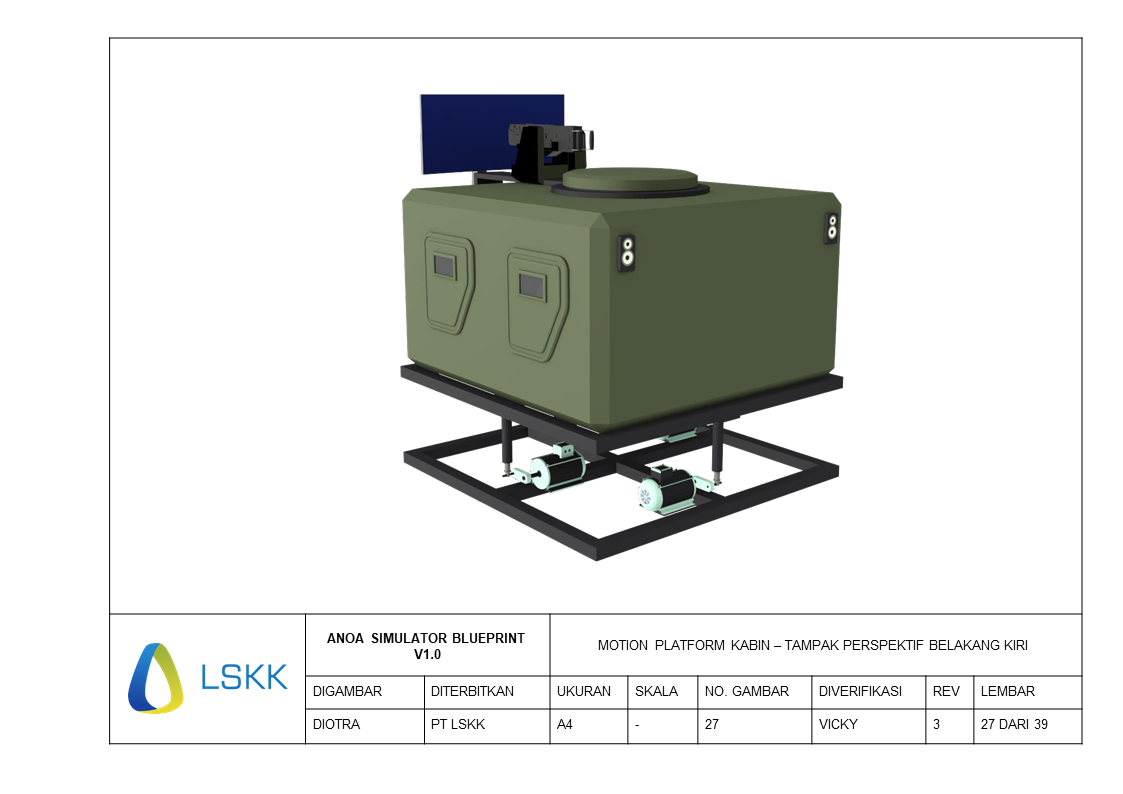 LSKK
ANOA SIMULATOR BLUEPRINT
V1.0
MOTION PLATFORM KABIN – TAMPAK PERSPEKTIF BELAKANG KIRI
DIGAMBAR DITERBITKAN UKURAN SKALA NO. GAMBAR DIVERIFIKASI REV LEMBAR
DIOTRA PT LSKK A4 - 27 VICKY 3 27 DARI 39